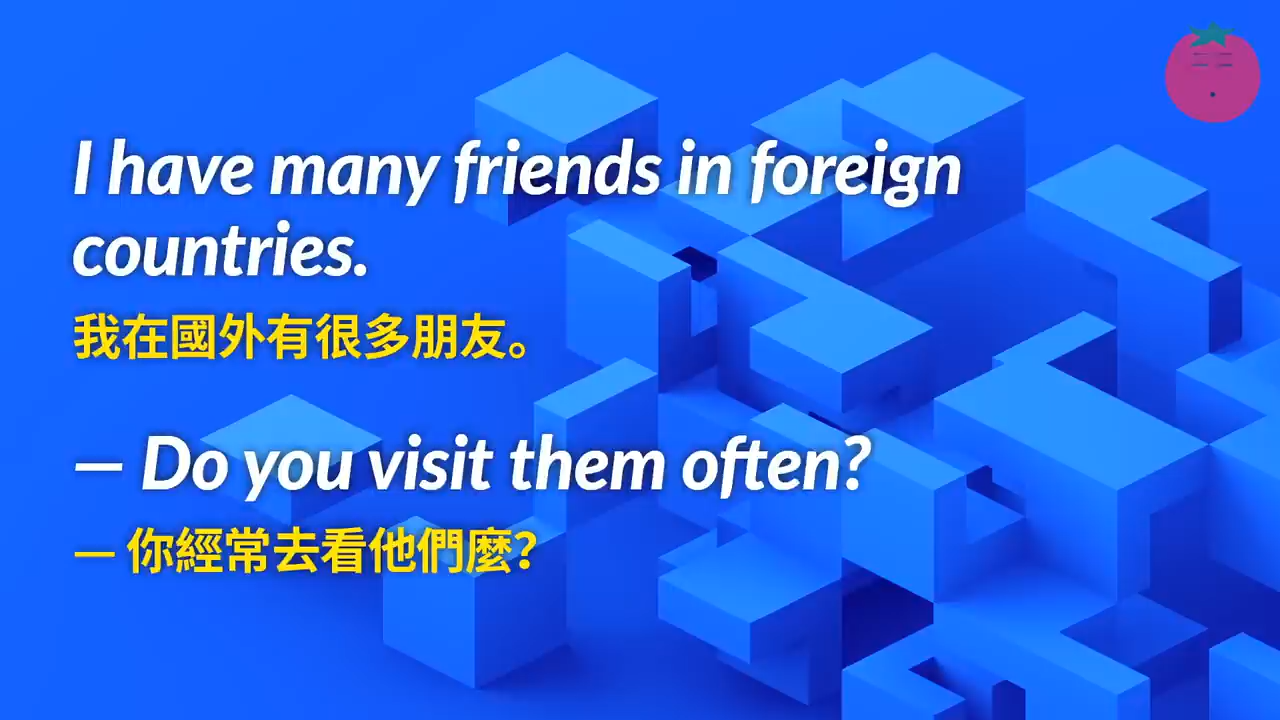 I have many friends in foreign
countries.
我在國外有很多朋友。
— Do you visit them often?
— 你經常去看他們麼？